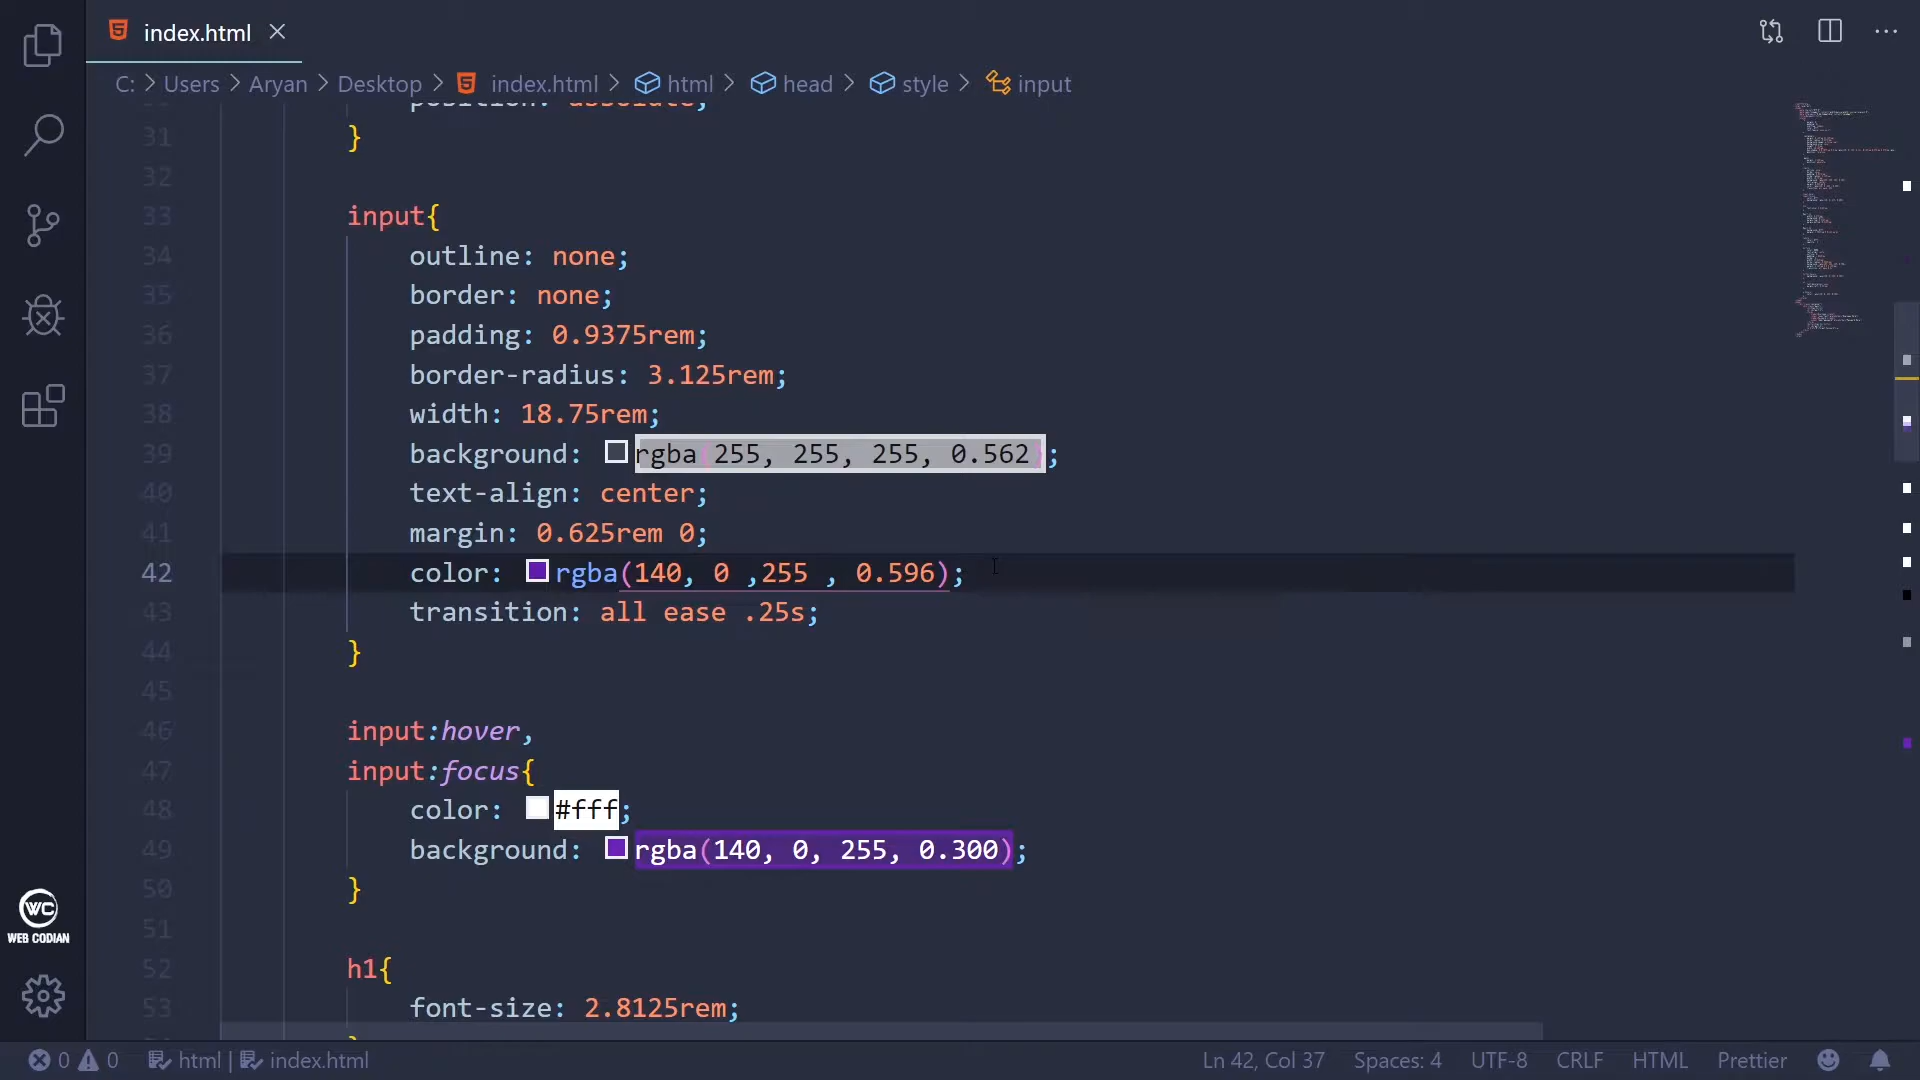 index.html
C: > Users > Aryan > Desktop > index.html > html > head > style > input
position: absolute;
31 }
32
33 input{
34 outline: none;
35 border: none;
36 padding: 0.9375rem;
37 border-radius: 3.125rem;
38 width: 18.75rem;
39 background: rgba(255, 255, 255, 0.562);
40 text-align: center;
41 margin: 0.625rem 0;
42 color: rgba(140, 0 ,255 , 0.596);
43 transition: all ease .25s;
44 }
45
46 input:hover,
47 input:focus{
48 color: #fff;
49 background: rgba(140, 0, 255, 0.300);
50 }
51
52 h1{
53 font-size: 2.8125rem;
WC
WEB CODIAN
0 0 html | index.html Ln 42, Col 37 Spaces: 4 UTF-8 CRLF HTML Prettier